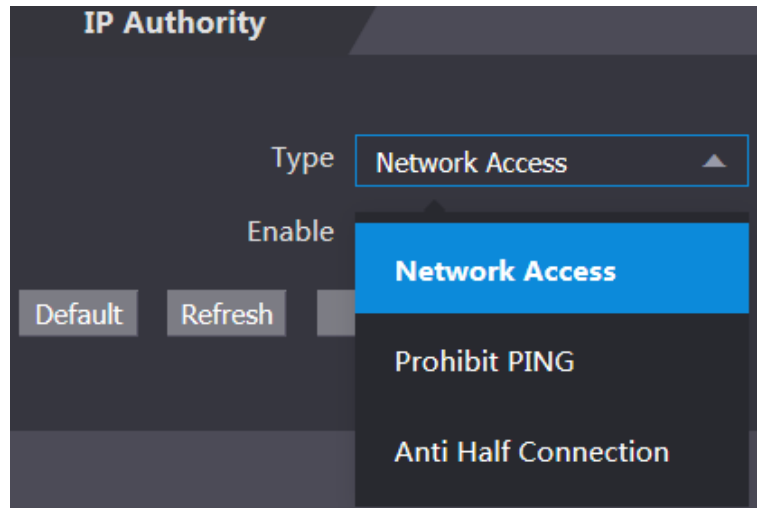 IP Authority
Type Network Access
Enable
Network Access
Default Refresh
Prohibit PING
Anti Half Connection